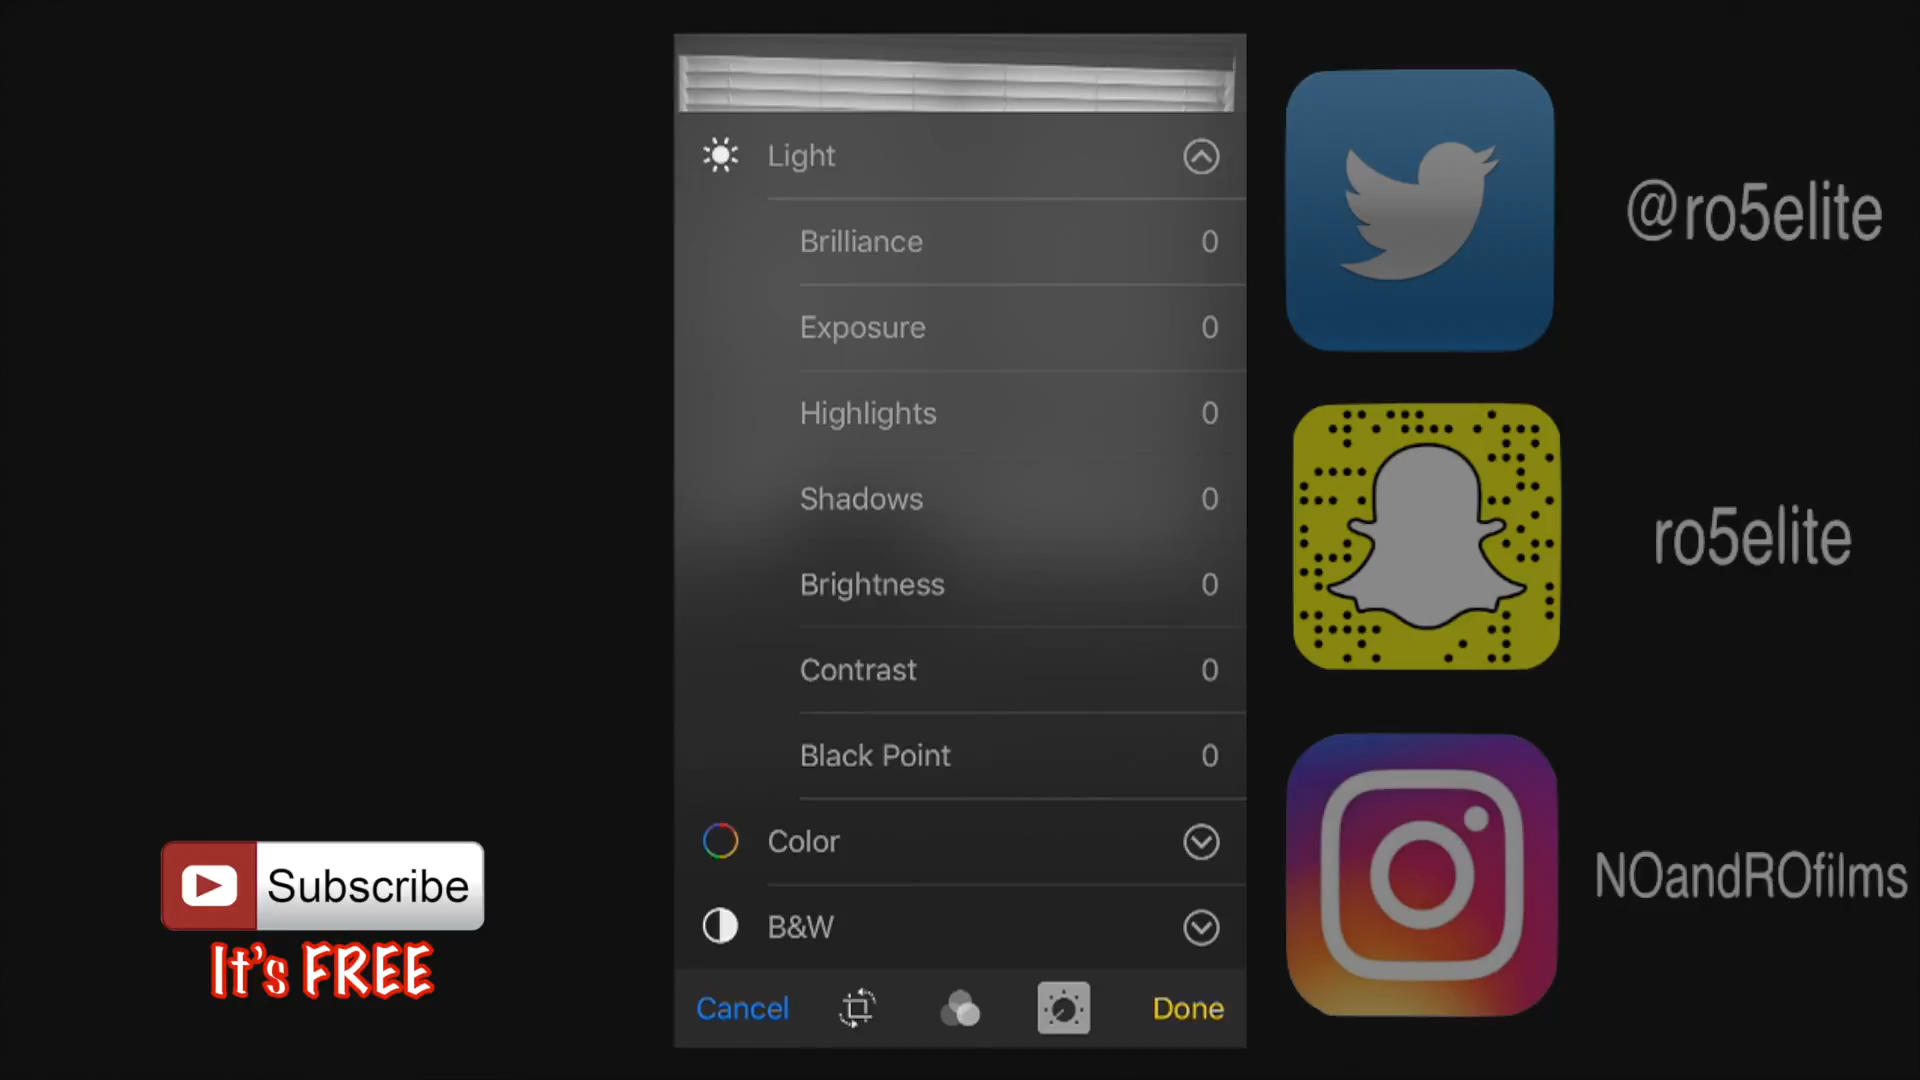 Light
Brilliance 0
Exposure 0
Highlights 0
Shadows 0
Brightness 0
Contrast 0
Black Point 0
Color
B&W
Cancel
Done
@ro5elite
ro5elite
NOandROfilms
Subscribe
It's FREE